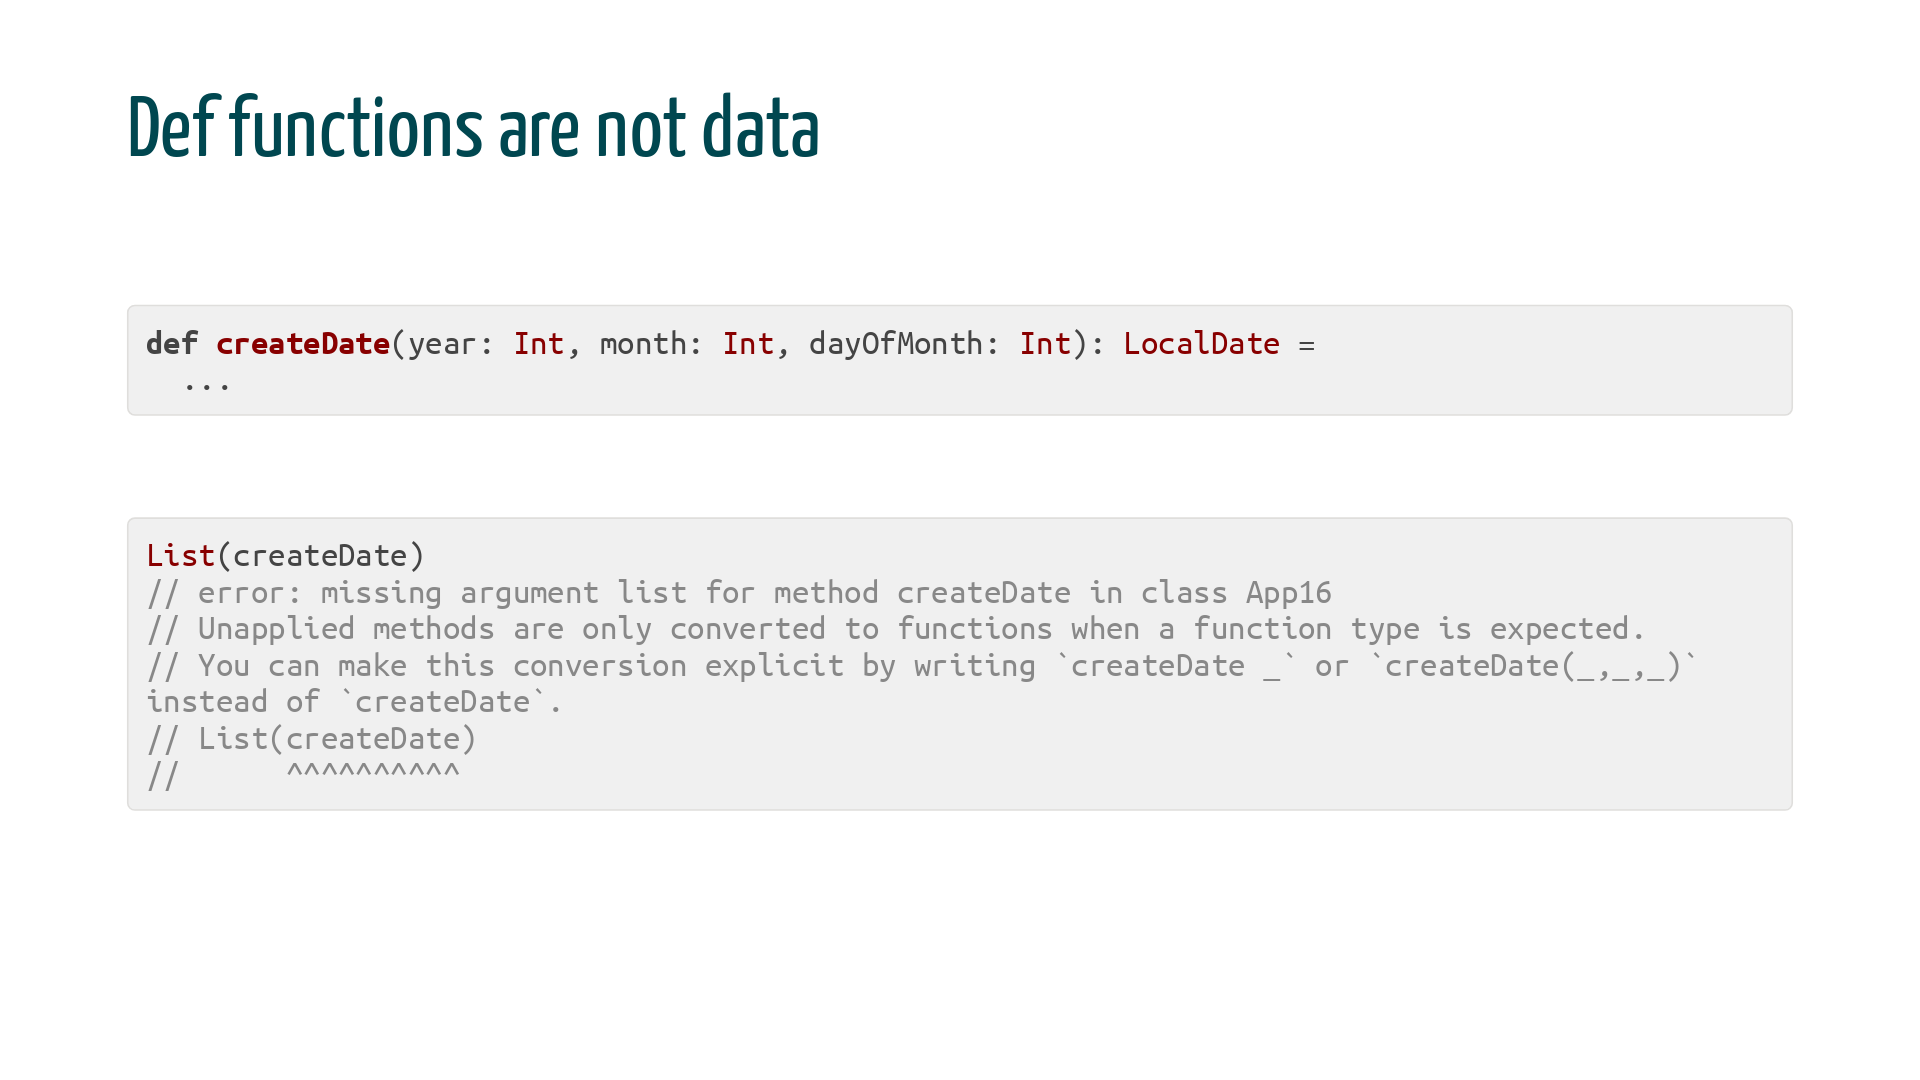 Def functions are not data
def createDate(year: Int, month: Int, dayOfMonth: Int): LocalDate =
  ...
List(createDate)
// error: missing argument list for method createDate in class App16
// Unapplied methods are only converted to functions when a function type is expected.
// You can make this conversion explicit by writing `createDate _` or `createDate(_,_,_)`
instead of `createDate`.
// List(createDate)
//      ^^^^^^^^^^